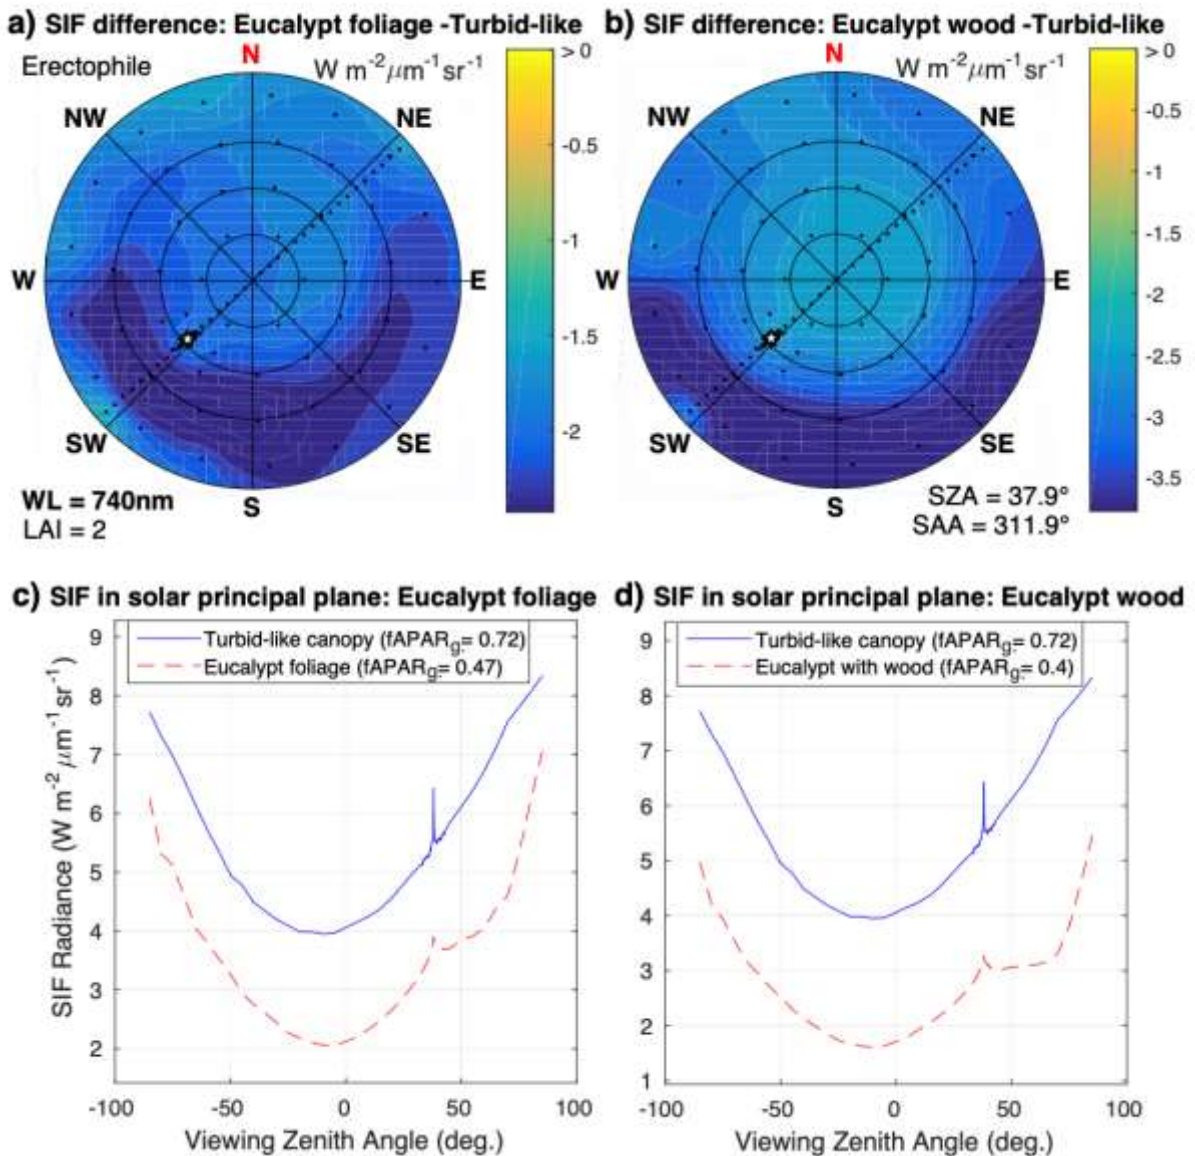 a) SIF difference: Eucalypt foliage -Turbid-like
Erectophile
N
W m⁻²μm⁻¹sr⁻¹
NW
NE
W
E
SW
SE
S
WL = 740nm
LAI = 2
> 0
-0.5
-1
-1.5
-2
b) SIF difference: Eucalypt wood -Turbid-like
N
W m⁻²μm⁻¹sr⁻¹
NW
NE
W
E
SW
SE
S
SZA = 37.9°
SAA = 311.9°
> 0
-0.5
-1
-1.5
-2
-2.5
-3
-3.5
c) SIF in solar principal plane: Eucalypt foliage
Turbid-like canopy (fAPARg= 0.72)
Eucalypt foliage (fAPARg= 0.47)
SIF Radiance (W m⁻² μm⁻¹sr⁻¹)
9
8
7
6
5
4
3
2
-100
-50
0
50
100
Viewing Zenith Angle (deg.)
d) SIF in solar principal plane: Eucalypt wood
Turbid-like canopy (fAPARg= 0.72)
Eucalypt with wood (fAPARg= 0.4)
9
8
7
6
5
4
3
2
1
-100
-50
0
50
100
Viewing Zenith Angle (deg.)